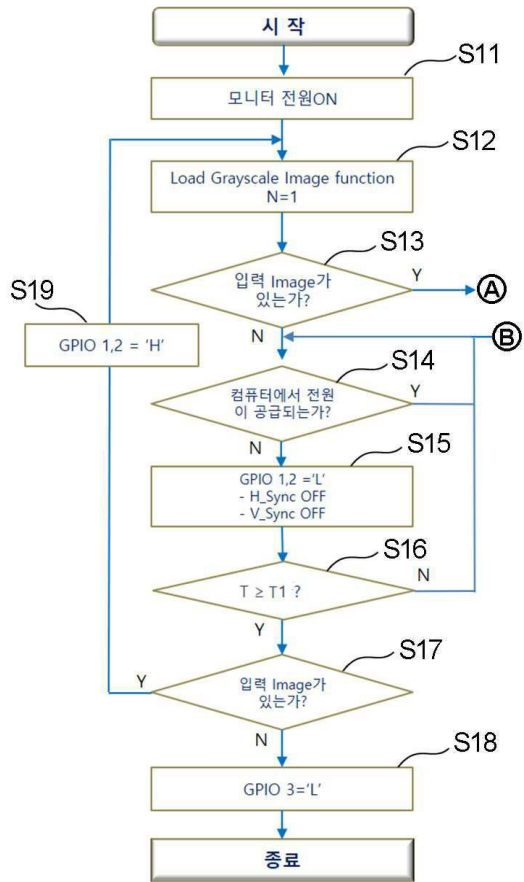 시 작
S11
모니터 전원ON
S12
Load Grayscale Image function
N=1
S13
입력 Image가
있는가?
Y
A
S19
GPIO 1,2 = ‘H’
N
B
S14
컴퓨터에서 전원
이 공급되는가?
Y
N
S15
GPIO 1,2 =‘L’
- H_Sync OFF
- V_Sync OFF
S16
T ≥ T1 ?
N
Y
S17
입력 Image가
있는가?
Y
N
S18
GPIO 3=‘L’
종료